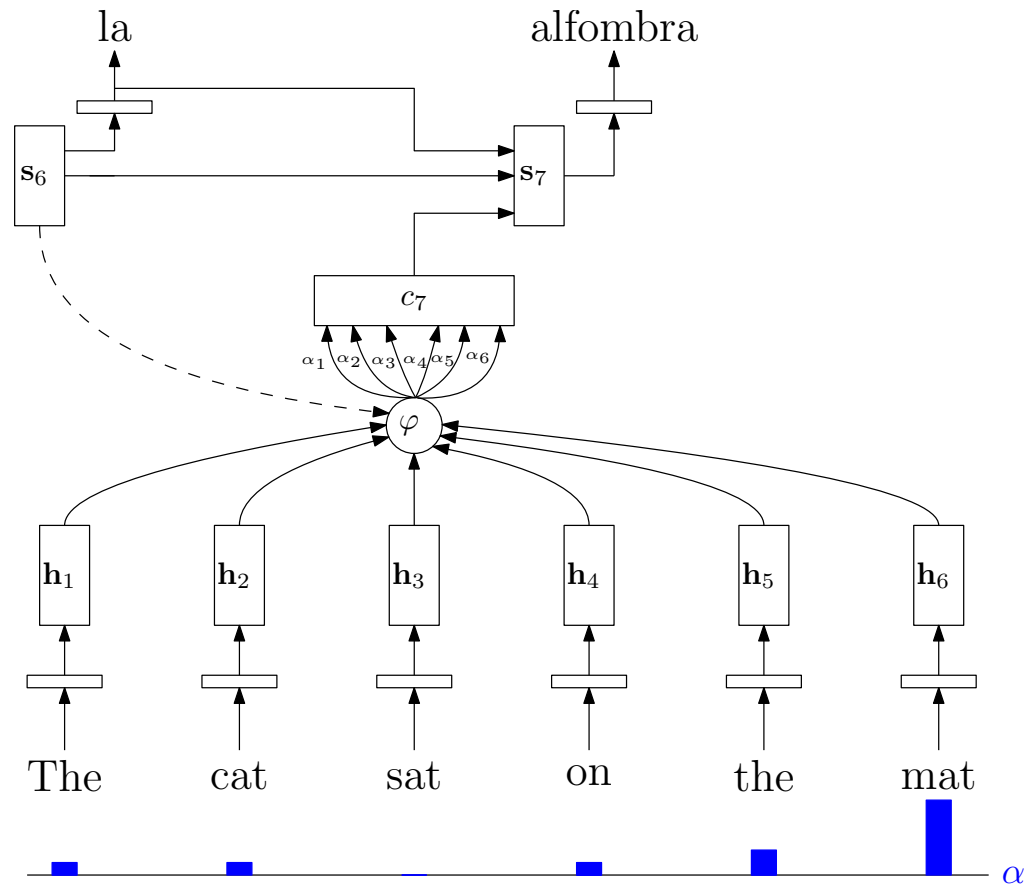 la alfombra
s₆ s₇
c₇
α₁ α₂ α₃ α₄ α₅ α₆
φ
h₁ h₂ h₃ h₄ h₅ h₆
The cat sat on the mat
α